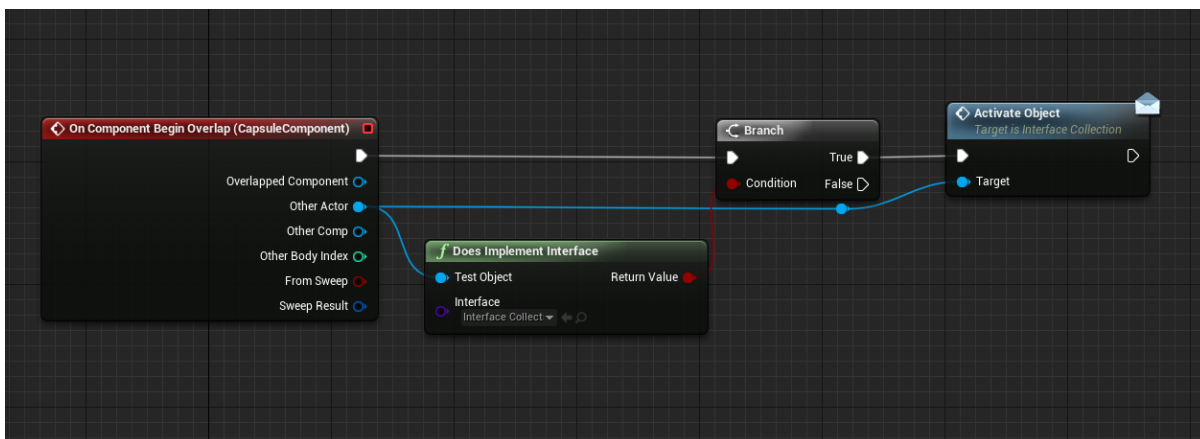 On Component Begin Overlap (CapsuleComponent)
Overlapped Component
Other Actor
Other Comp
Other Body Index
From Sweep
Sweep Result
f Does Implement Interface
Test Object
Return Value
Interface
Interface Collect
Branch
True
Condition
False
Activate Object
Target is Interface Collection
Target